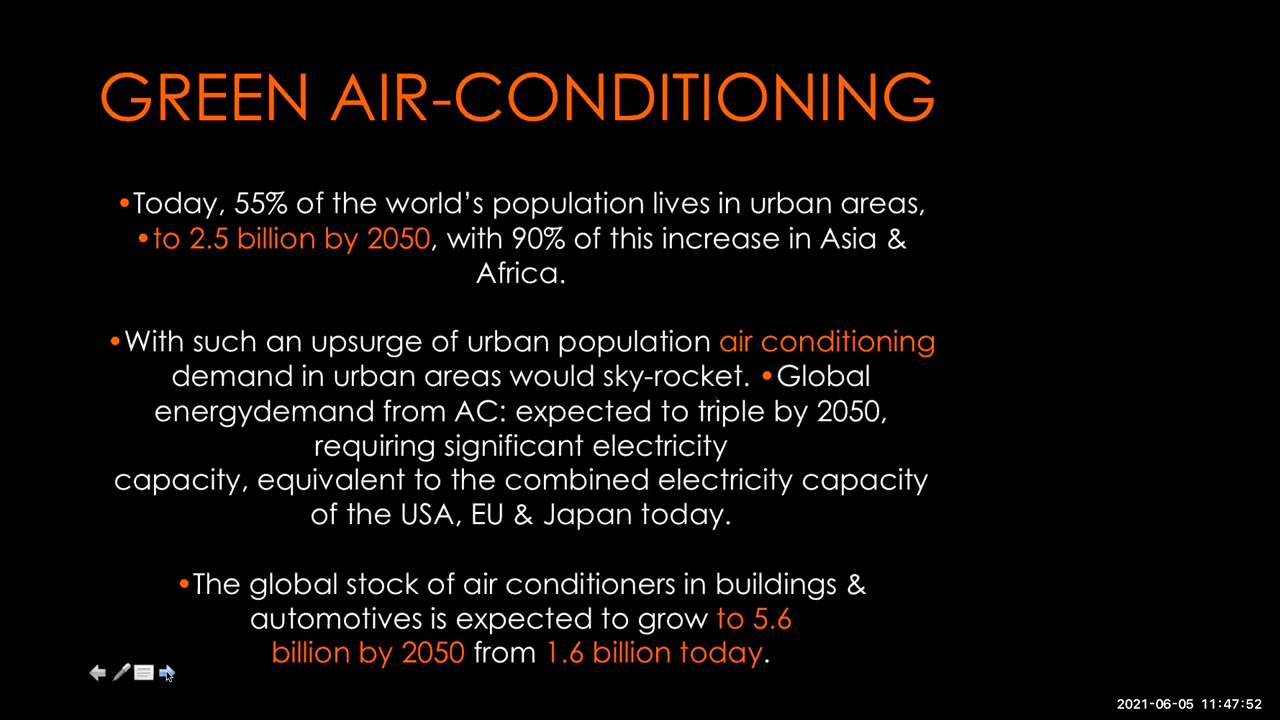 GREEN AIR-CONDITIONING
•Today, 55% of the world's population lives in urban areas,
•to 2.5 billion by 2050, with 90% of this increase in Asia &
Africa.
•With such an upsurge of urban population air conditioning
demand in urban areas would sky-rocket. •Global
energydemand from AC: expected to triple by 2050,
requiring significant electricity
capacity, equivalent to the combined electricity capacity
of the USA, EU & Japan today.
•The global stock of air conditioners in buildings &
automotives is expected to grow to 5.6
billion by 2050 from 1.6 billion today.
2021-06-05 11:47:52